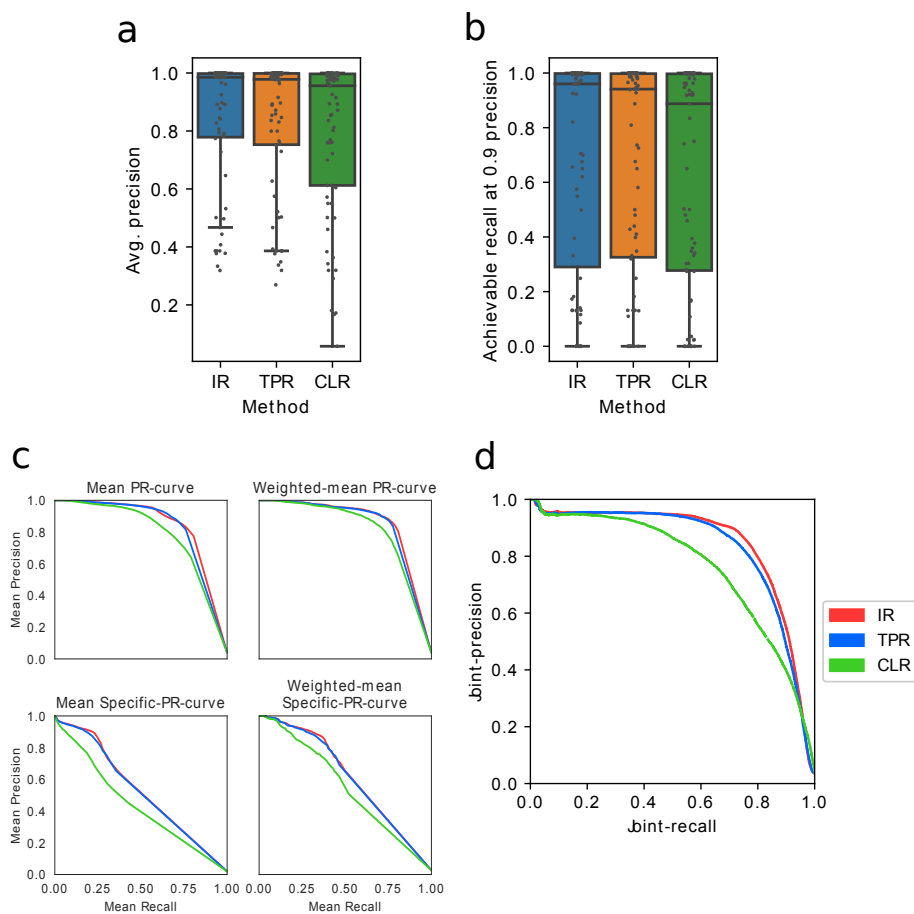 a
1.0
0.8
0.6
0.4
0.2
Avg. precision
IR TPR CLR
Method
b
1.0
0.8
0.6
0.4
0.2
0.0
Achievable recall at 0.9 precision
IR TPR CLR
Method
c
Mean PR-curve
1.0
0.8
0.6
0.4
0.2
0.0
Mean Precision
Weighted-mean PR-curve
Mean Specific-PR-curve
1.0
0.8
0.6
0.4
0.2
0.0
Mean Precision
0.00 0.25 0.50 0.75 1.00
Mean Recall
Weighted-mean
Specific-PR-curve
0.00 0.25 0.50 0.75 1.00
Mean Recall
d
1.0
0.8
0.6
0.4
0.2
0.0
Joint-precision
0.0 0.2 0.4 0.6 0.8 1.0
Joint-recall
IR
TPR
CLR